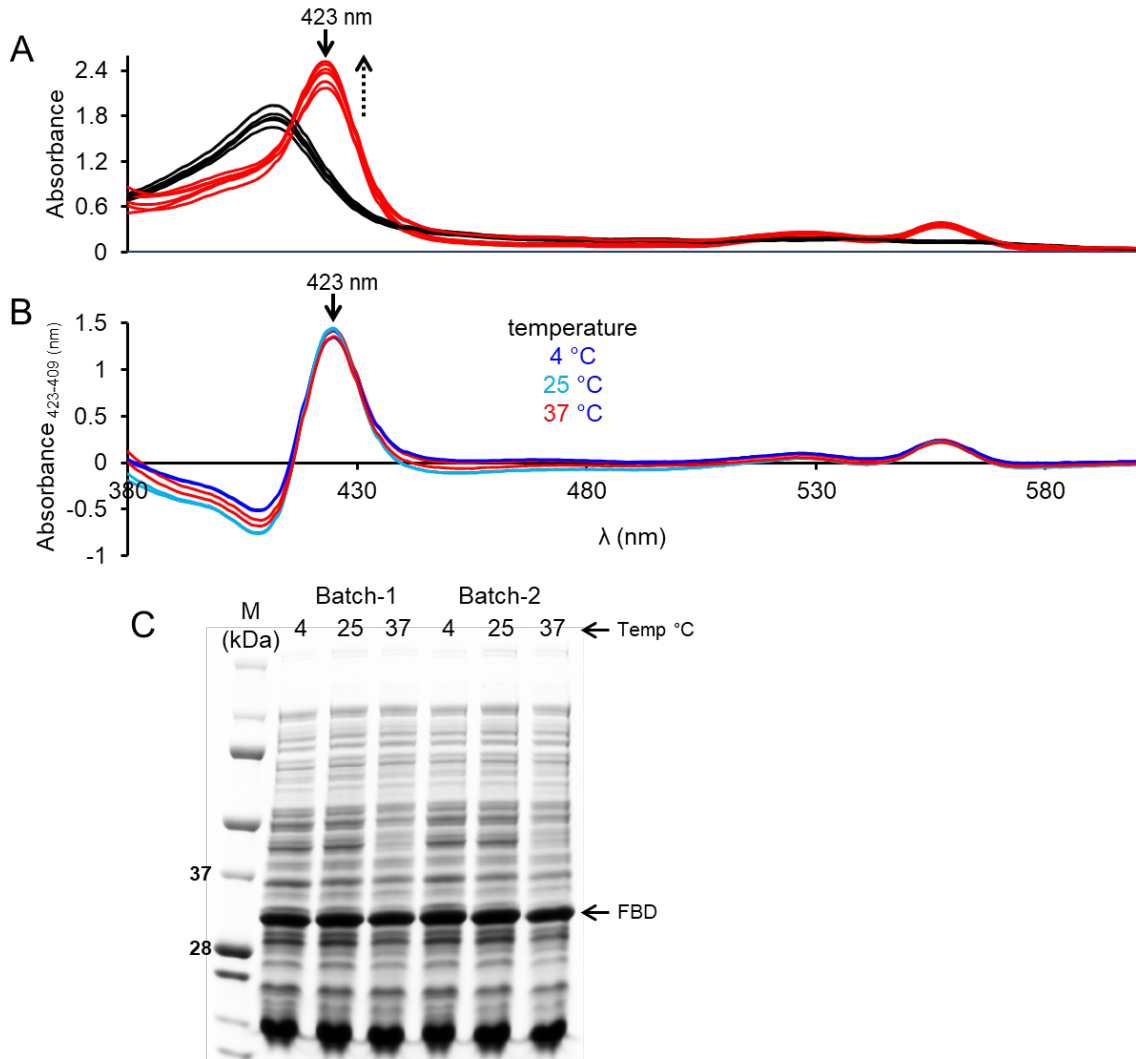 423 nm
A
2.4
1.8
1.2
0.6
0
Absorbance
423 nm
B
1.5
1
0.5
0
-0.5
-1
Absorbance 423-409 (nm)
temperature
4 °C
25 °C
37 °C
380 430 480 530 580
λ (nm)
C
Batch-1 Batch-2
M
(kDa)
4 25 37 4 25 37 Temp °C
37
FBD
28